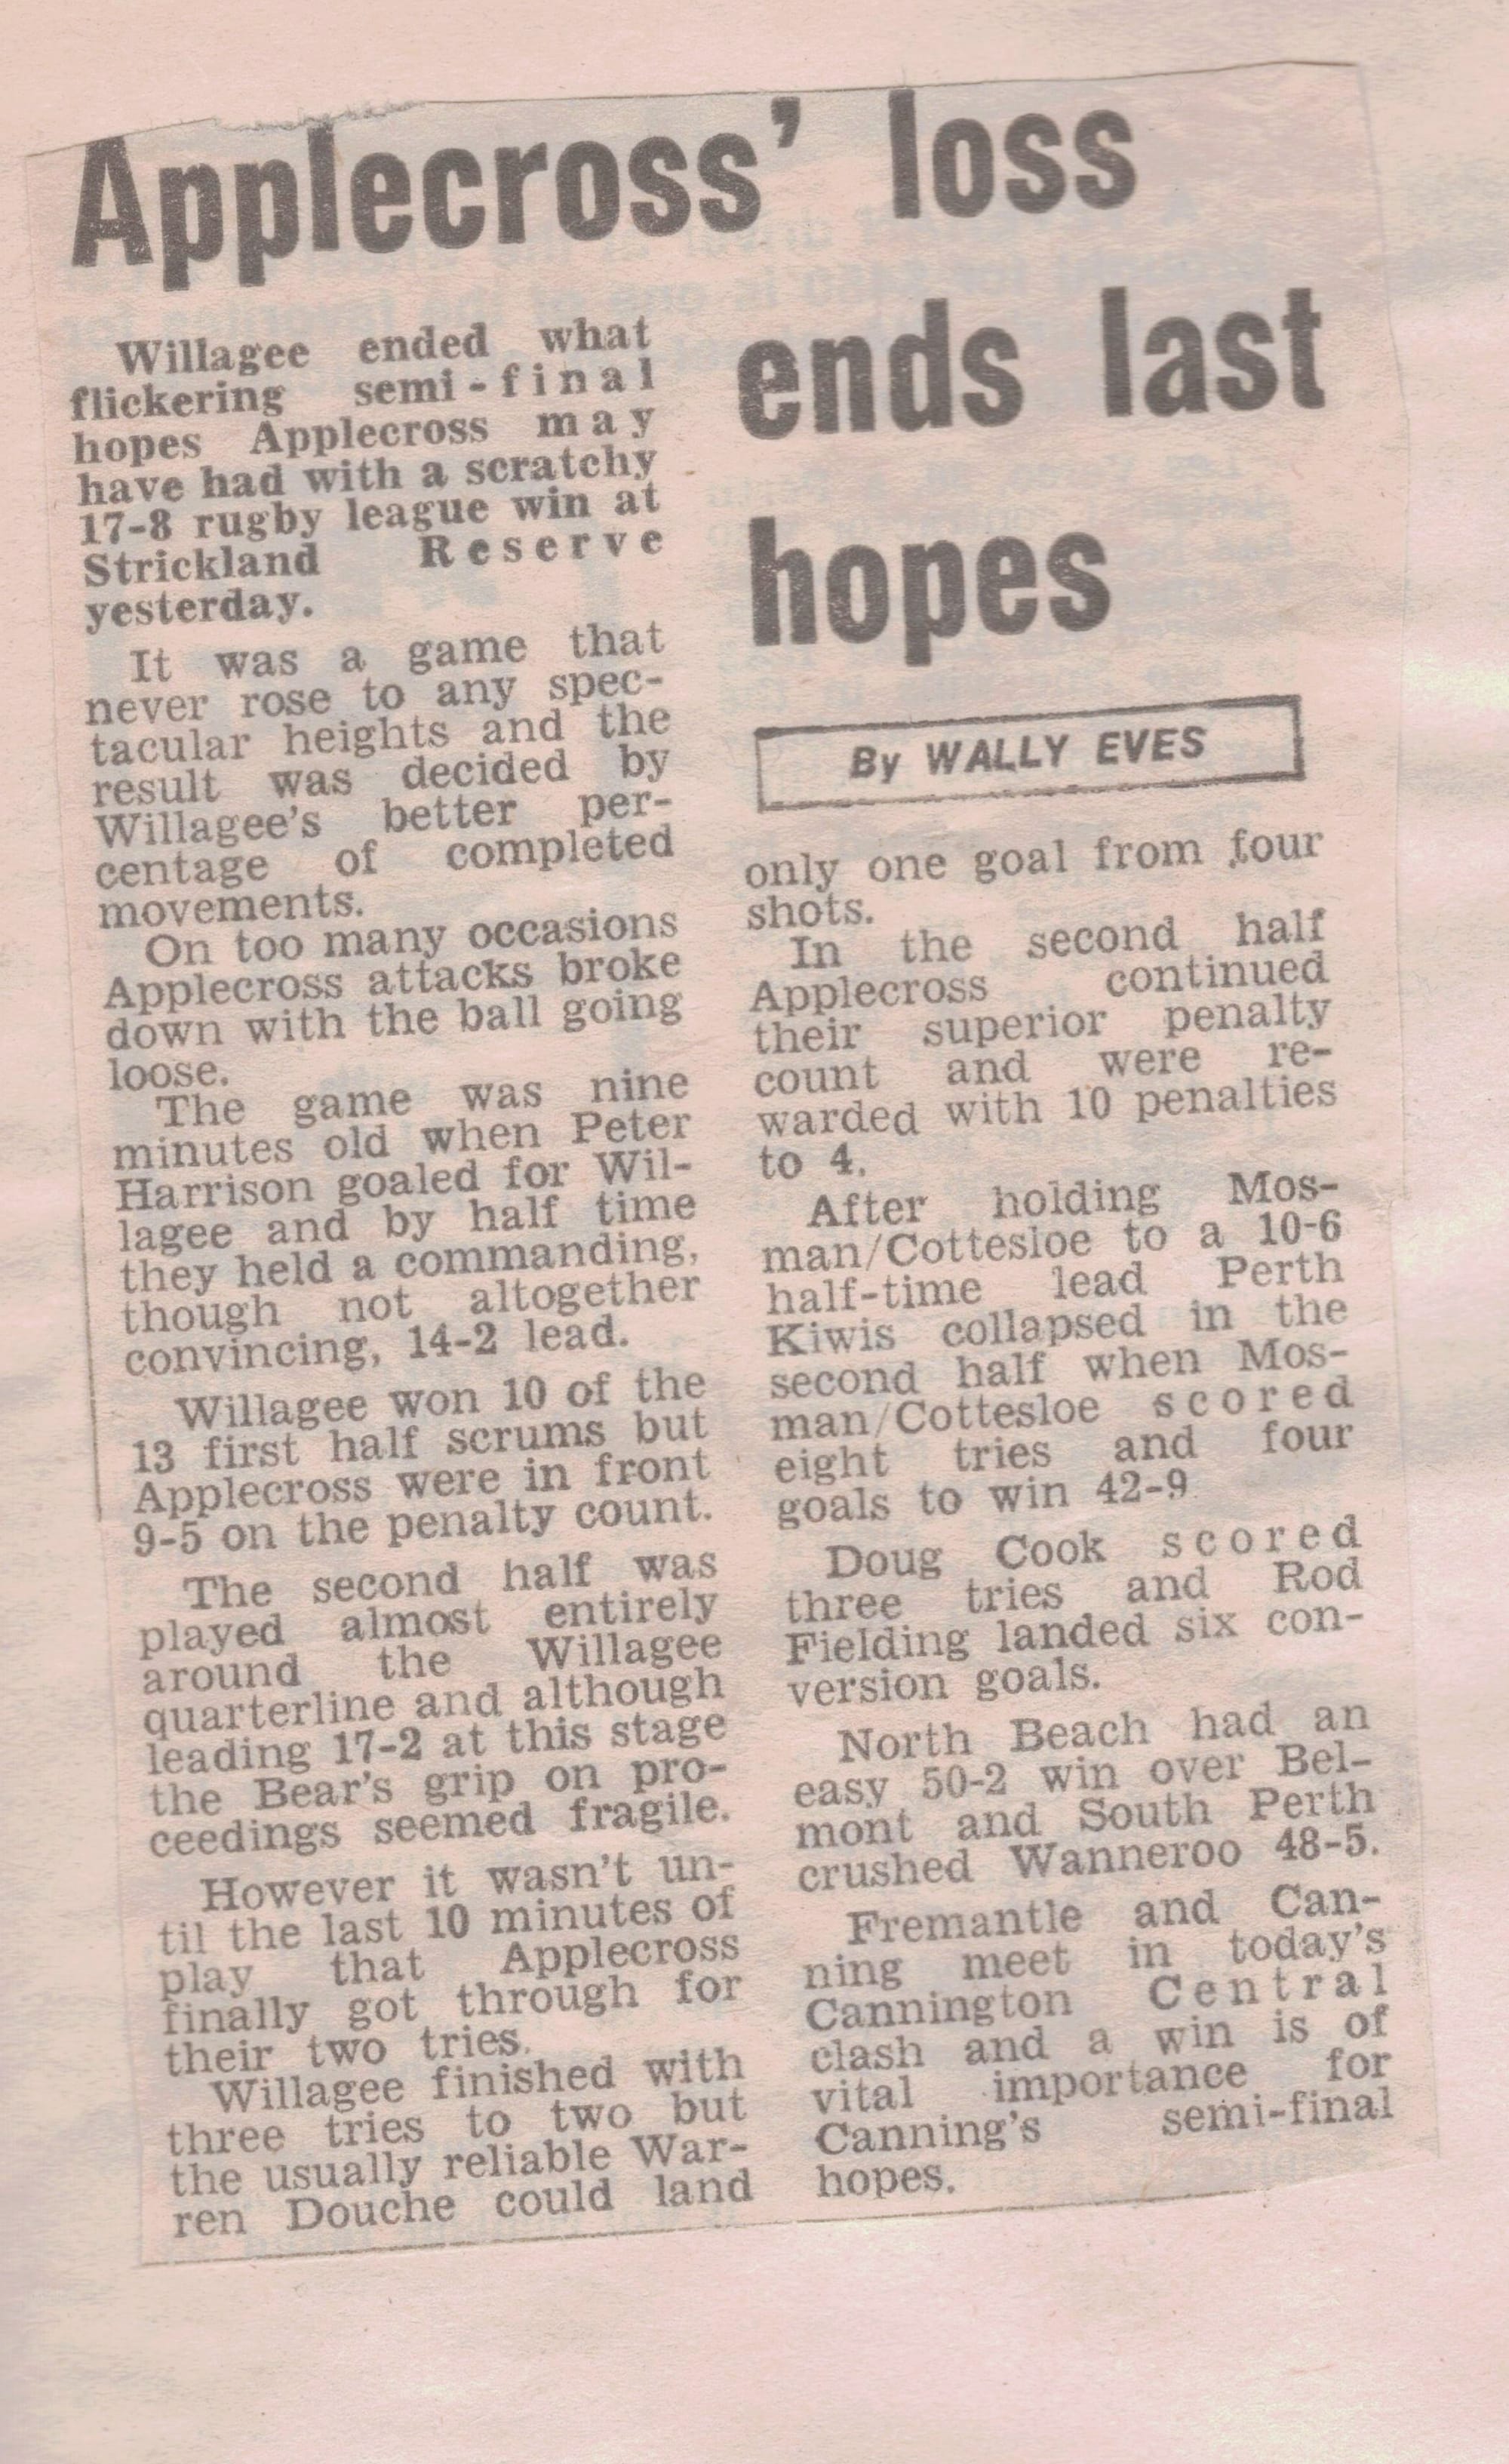 Applecross' loss
ends last
hopes
By WALLY EVES
Willagee ended what
flickering semi-final
hopes Applecross may
have had with a scratchy
17-8 rugby league win at
Strickland Reserve
yesterday.
It was a game that
never rose to any spec-
tacular heights and the
result was decided by
Willagee's better per-
centage of completed
movements.
On too many occasions
Applecross attacks broke
down with the ball going
loose.
The game was nine
minutes old when Peter
Harrison goaled for Wil-
lagee and by half time
they held a commanding,
though not altogether
convincing, 14-2 lead.
Willagee won 10 of the
13 first half scrums but
Applecross were in front
9-5 on the penalty count.
The second half was
played almost entirely
around the Willagee
quarterline and although
leading 17-2 at this stage
the Bear's grip on pro-
ceedings seemed fragile.
However it wasn't un-
til the last 10 minutes of
play that Applecross
finally got through for
their two tries.
Willagee finished with
three tries to two but
the usually reliable War-
ren Douche could land
only one goal from four
shots.
In the second half
Applecross continued
their superior penalty
count and were re-
warded with 10 penalties
to 4.
After holding Mos-
man/Cottesloe to a 10-6
half-time lead Perth
Kiwis collapsed in the
second half when Mos-
man/Cottesloe scored
eight tries and four
goals to win 42-9
Doug Cook scored
three tries and Rod
Fielding landed six con-
version goals.
North Beach had an
easy 50-2 win over Bel-
mont and South Perth
crushed Wanneroo 48-5.
Fremantle and Can-
ning meet in today's
Cannington Central
clash and a win is of
vital importance for
Canning's semi-final
hopes.